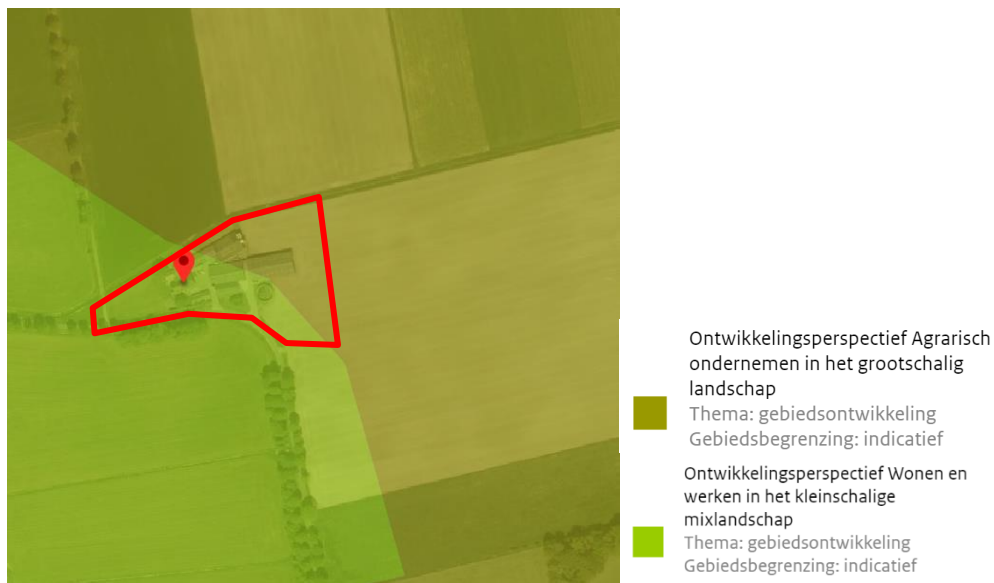 Ontwikkelingsperspectief Agrarisch
ondernemen in het grootschalig
landschap
Thema: gebiedsontwikkeling
Gebiedsbegrenzing: indicatief
Ontwikkelingsperspectief Wonen en
werken in het kleinschalige
mixlandschap
Thema: gebiedsontwikkeling
Gebiedsbegrenzing: indicatief